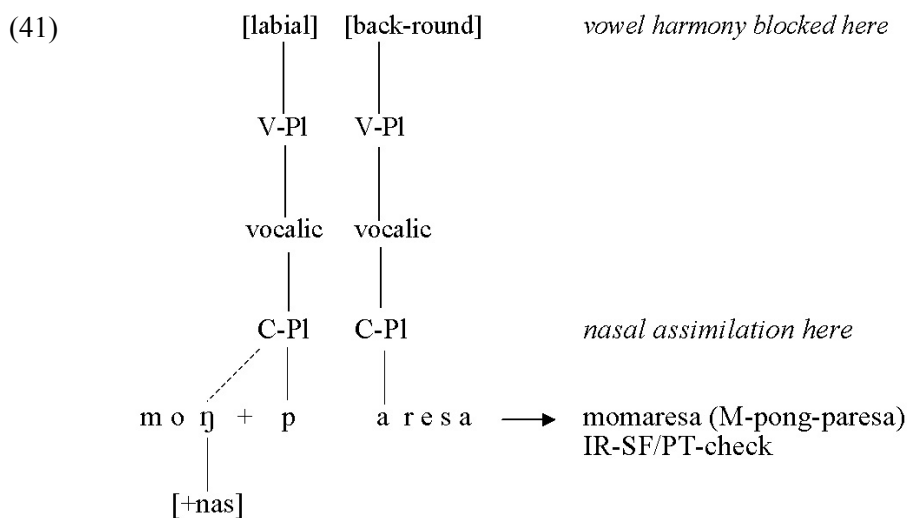 (41) [labial] [back-round] vowel harmony blocked here
V-Pl V-Pl
vocalic vocalic
C-Pl C-Pl nasal assimilation here
m o ŋ + p a r e s a → momaresa (M-pong-paresa)
IR-SF/PT-check
[+nas]